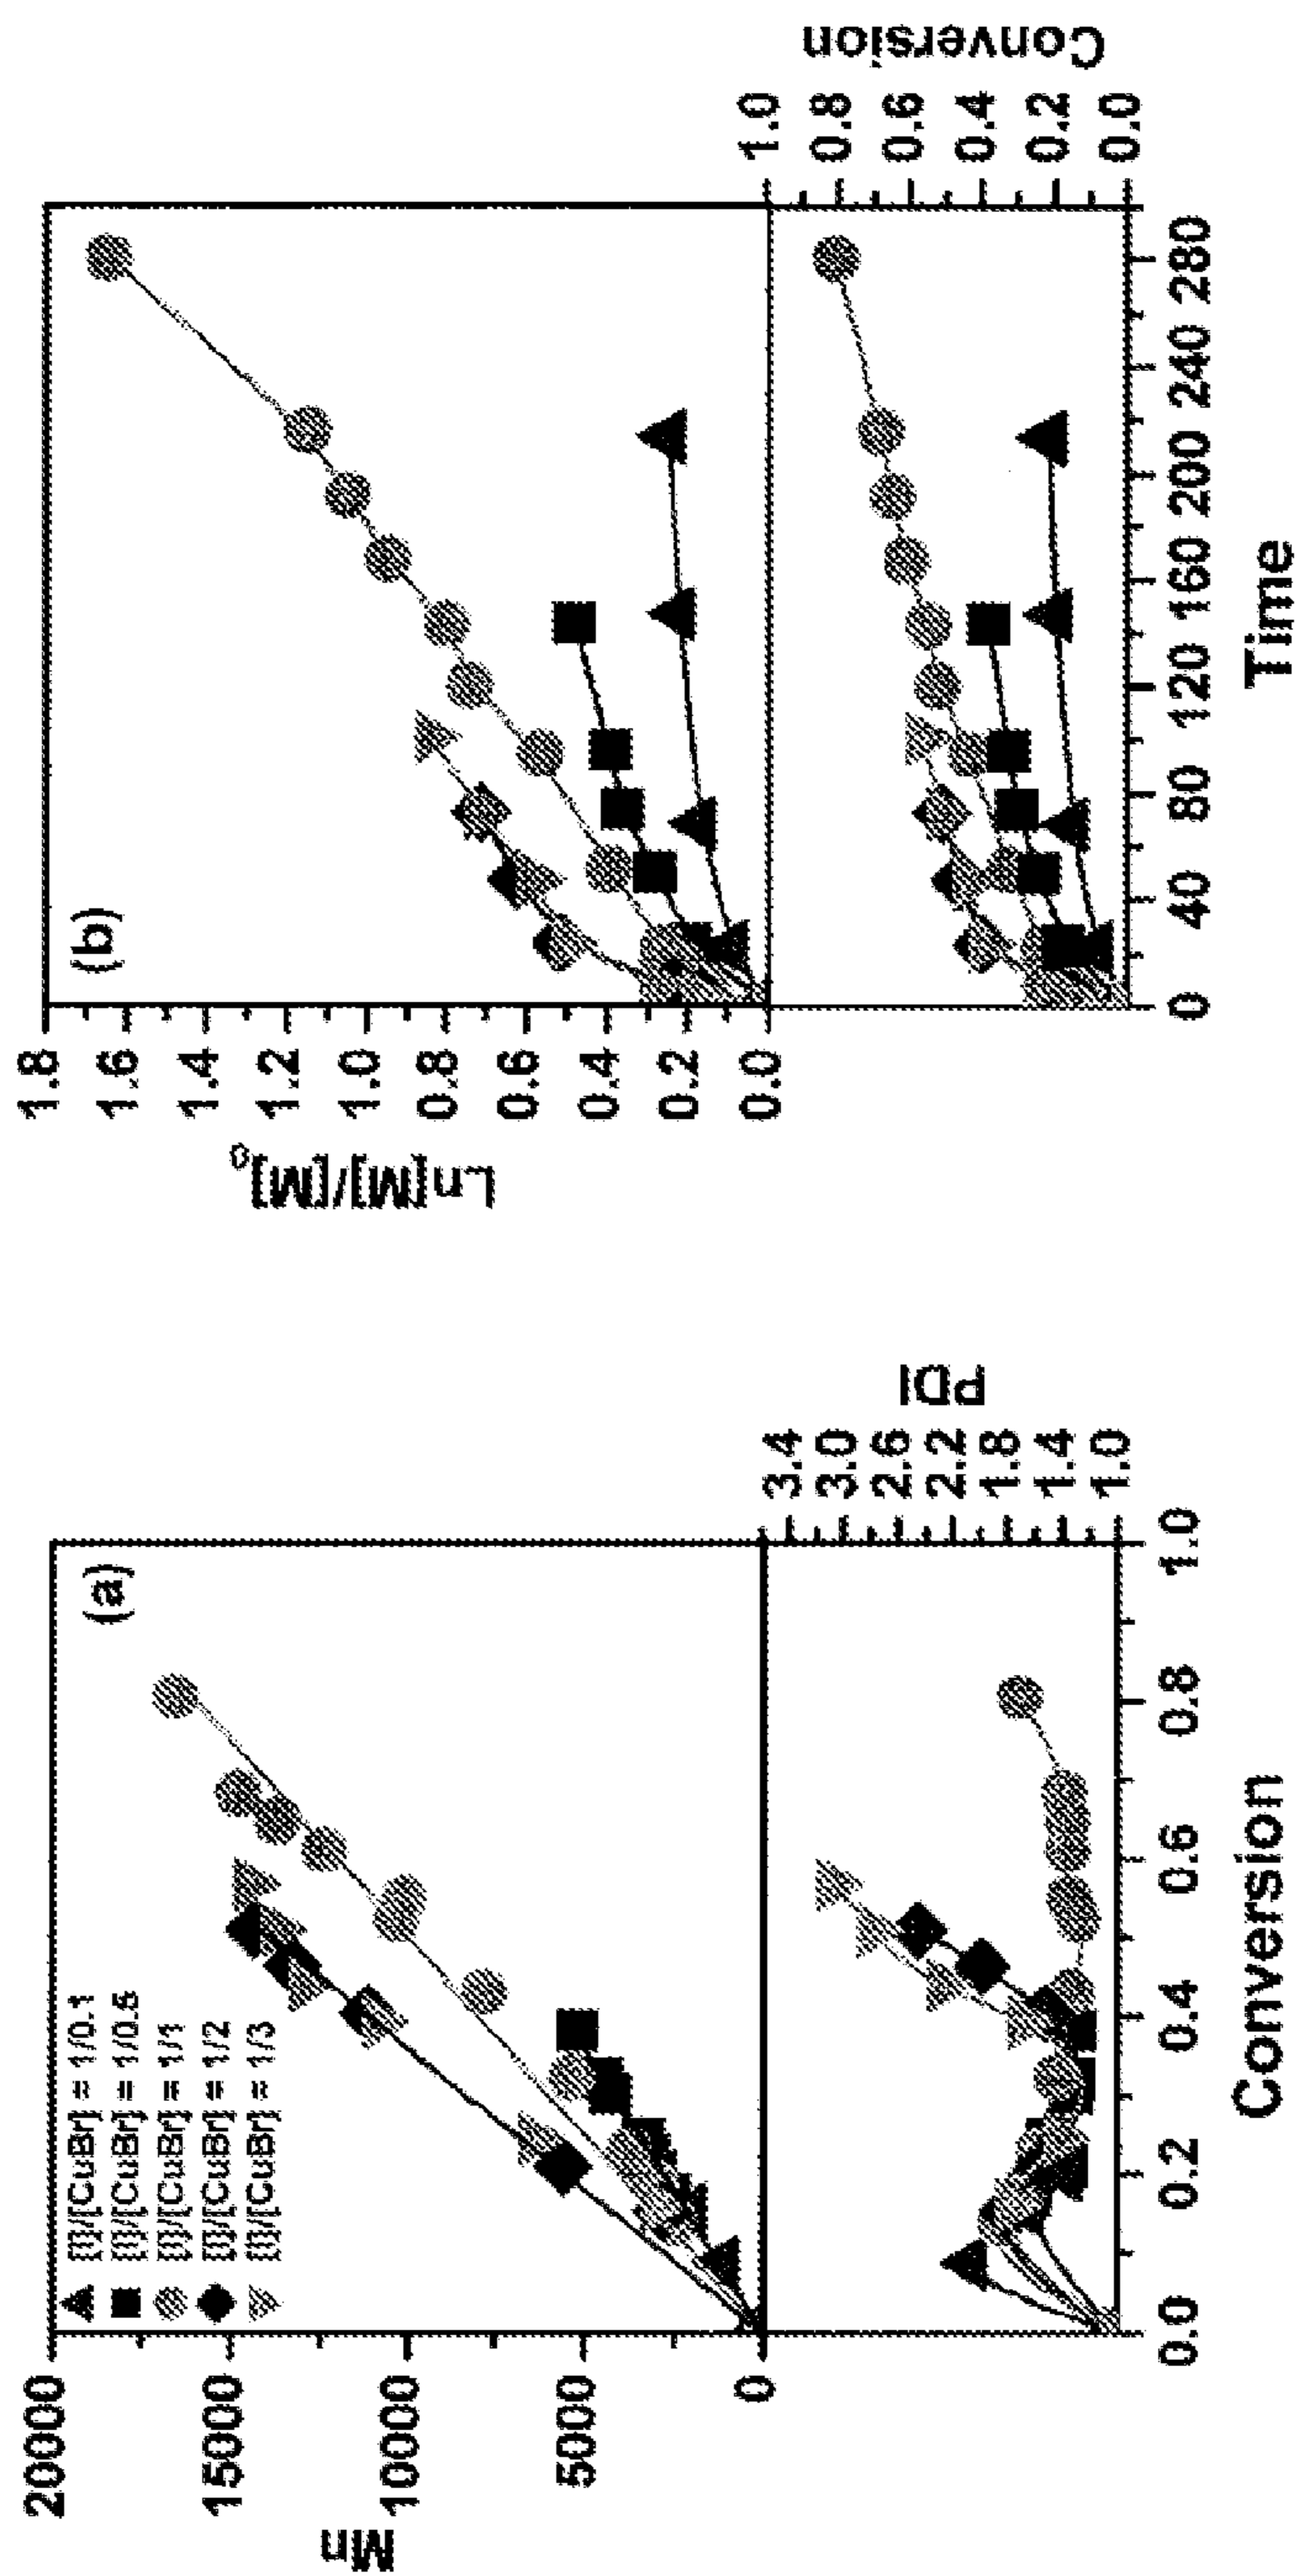 (a)
[I]/[CuBr] = 1/0.1
[I]/[CuBr] = 1/0.5
[I]/[CuBr] = 1/1
[I]/[CuBr] = 1/2
[I]/[CuBr] = 1/3
20000
15000
10000
5000
0
Mn
3.4
3.0
2.6
2.2
1.8
1.4
1.0
PDI
0.0 0.2 0.4 0.6 0.8 1.0
Conversion
(b)
1.8
1.6
1.4
1.2
1.0
0.8
0.6
0.4
0.2
0.0
Ln[M]/[M]0
1.0
0.8
0.6
0.4
0.2
0.0
Conversion
0 40 80 120 160 200 240 280
Time